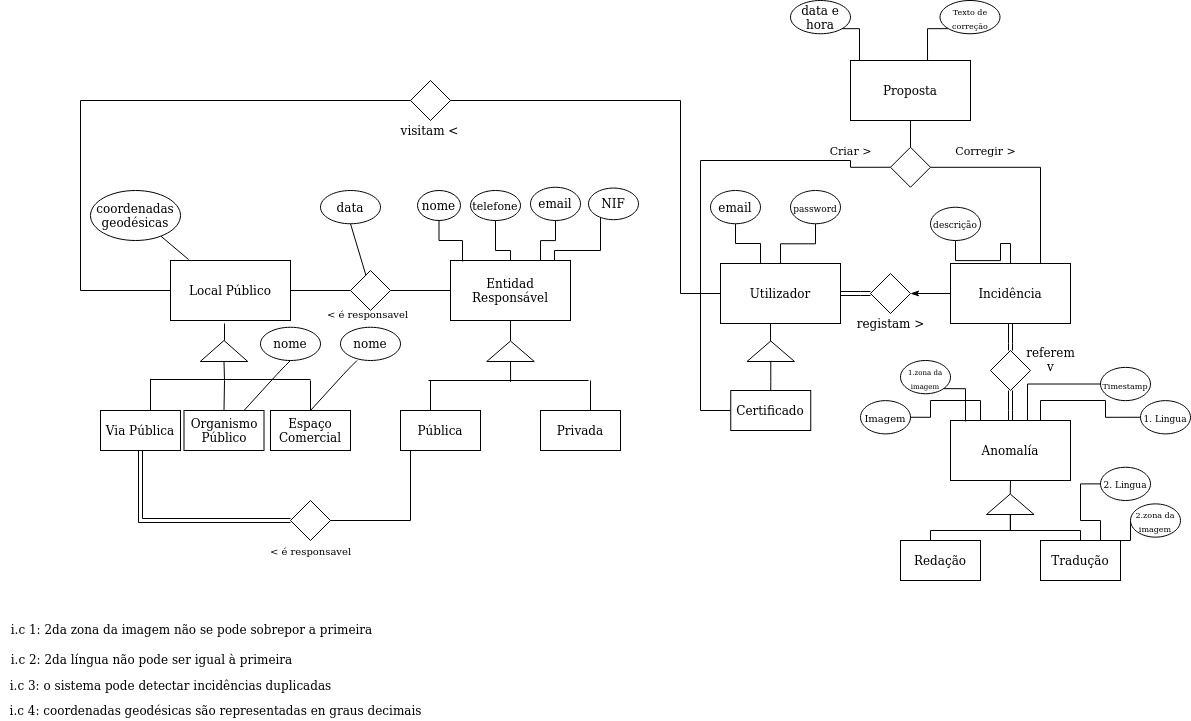 data e
hora
Texto de
correção
Proposta
visitam <
Criar >
Corregir >
coordenadas
geodésicas
data
nome
telefone
email
NIF
email
password
descrição
Local Público
Entidad
Responsável
Utilizador
Incidência
< é responsavel
registam >
nome
nome
referem
v
1.zona da
imagem
Timestamp
Imagem
1. Lingua
Via Pública
Organismo
Público
Espaço
Comercial
Pública
Privada
Certificado
Anomalía
2. Lingua
2.zona da
imagem
< é responsavel
Redação
Tradução
i.c 1: 2da zona da imagem não se pode sobrepor a primeira
i.c 2: 2da língua não pode ser igual à primeira
i.c 3: o sistema pode detectar incidências duplicadas
i.c 4: coordenadas geodésicas são representadas en graus decimais